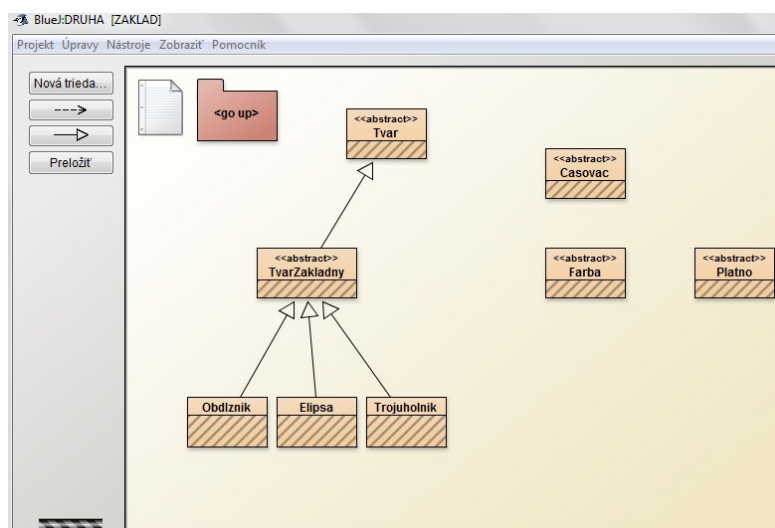 BlueJ:DRUHA [ZAKLAD]
Projekt Úpravy Nástroje Zobraziť Pomocník
Nová trieda...
Preložiť
<go up>
<<abstract>>
Tvar
<<abstract>>
Casovac
<<abstract>>
TvarZakladny
<<abstract>>
Farba
<<abstract>>
Platno
Obdlznik
Elipsa
Trojuholnik